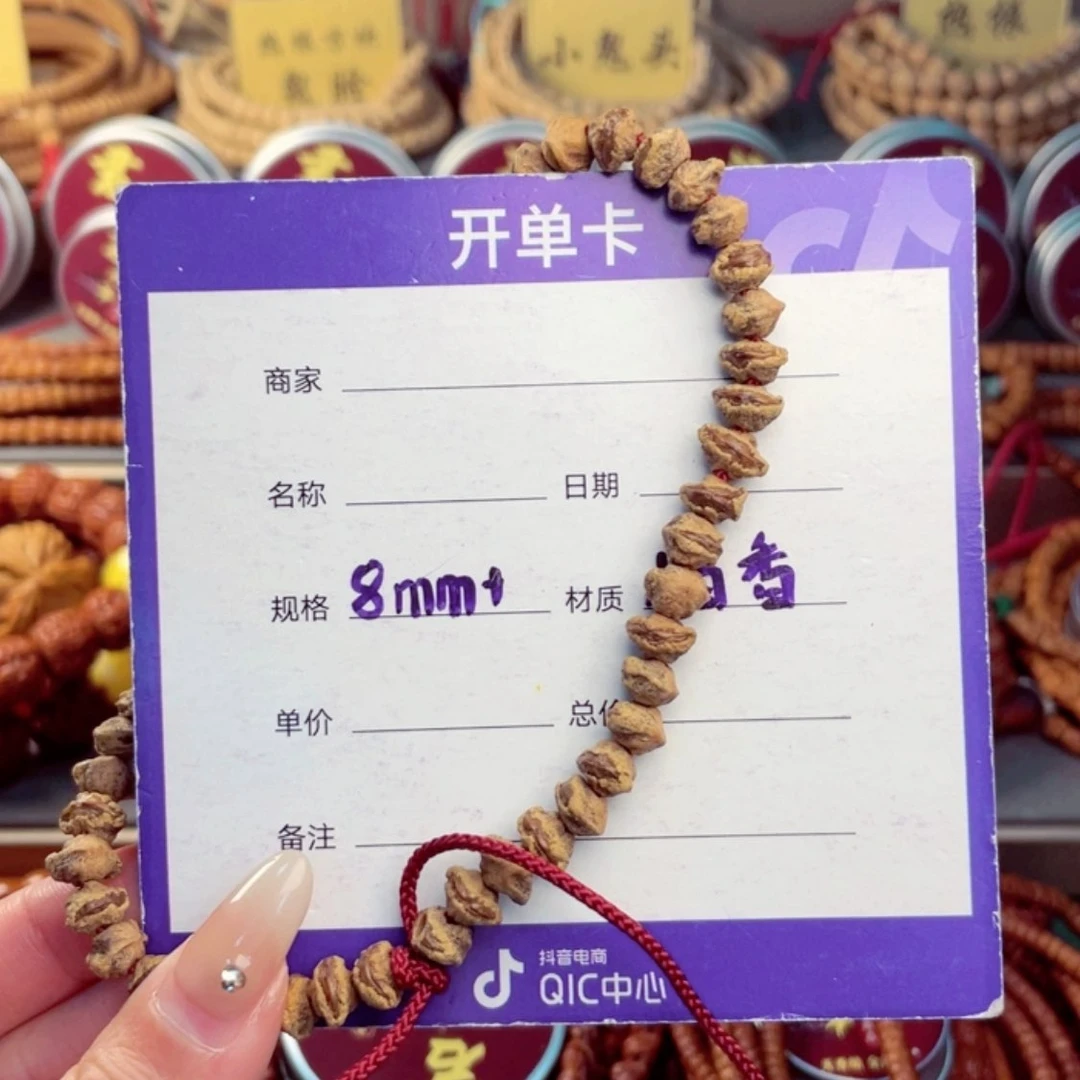 小鬼头
开单卡
商家
名称 日期
规格 8mm+ 材质 香
单价 总价
备注
抖音电商
QIC中心